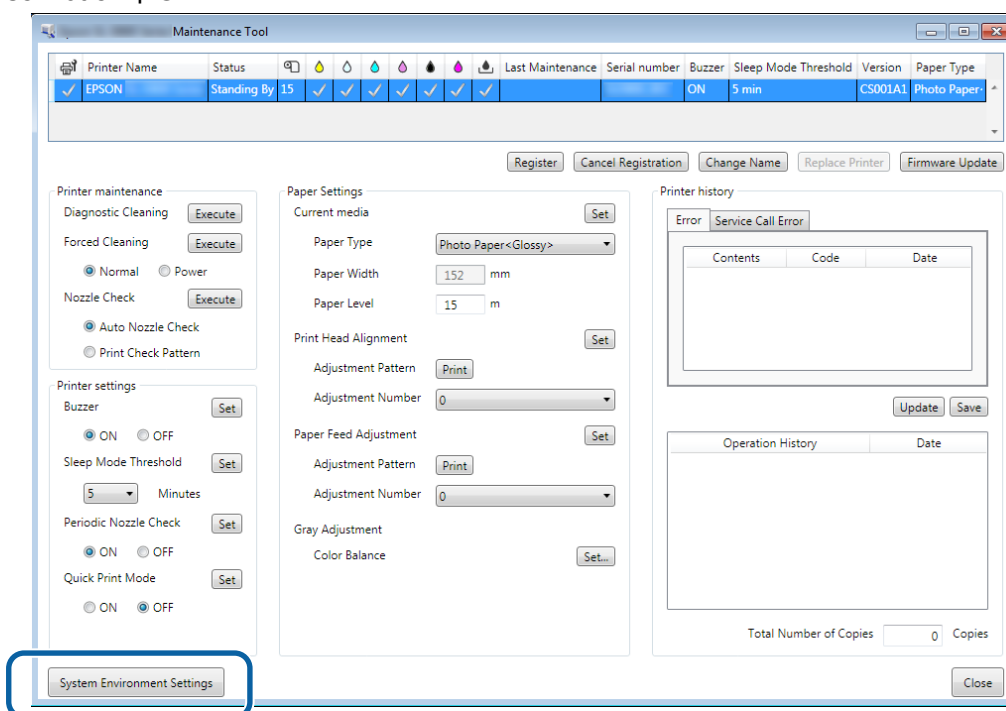 Maintenance Tool
Printer Name Status Last Maintenance Serial number Buzzer Sleep Mode Threshold Version Paper Type
EPSON Standing By 15 ON 5 min CS001A1 Photo Paper
Register Cancel Registration Change Name Replace Printer Firmware Update
Printer maintenance
Diagnostic Cleaning Execute
Forced Cleaning Execute
Normal Power
Nozzle Check Execute
Auto Nozzle Check
Print Check Pattern
Printer settings
Buzzer Set
ON OFF
Sleep Mode Threshold Set
5 Minutes
Periodic Nozzle Check Set
ON OFF
Quick Print Mode Set
ON OFF
Paper Settings
Current media Set
Paper Type Photo Paper<Glossy>
Paper Width 152 mm
Paper Level 15 m
Print Head Alignment Set
Adjustment Pattern Print
Adjustment Number 0
Paper Feed Adjustment Set
Adjustment Pattern Print
Adjustment Number 0
Gray Adjustment
Color Balance Set...
Printer history
Error Service Call Error
Contents Code Date
Update Save
Operation History Date
Total Number of Copies 0 Copies
System Environment Settings Close